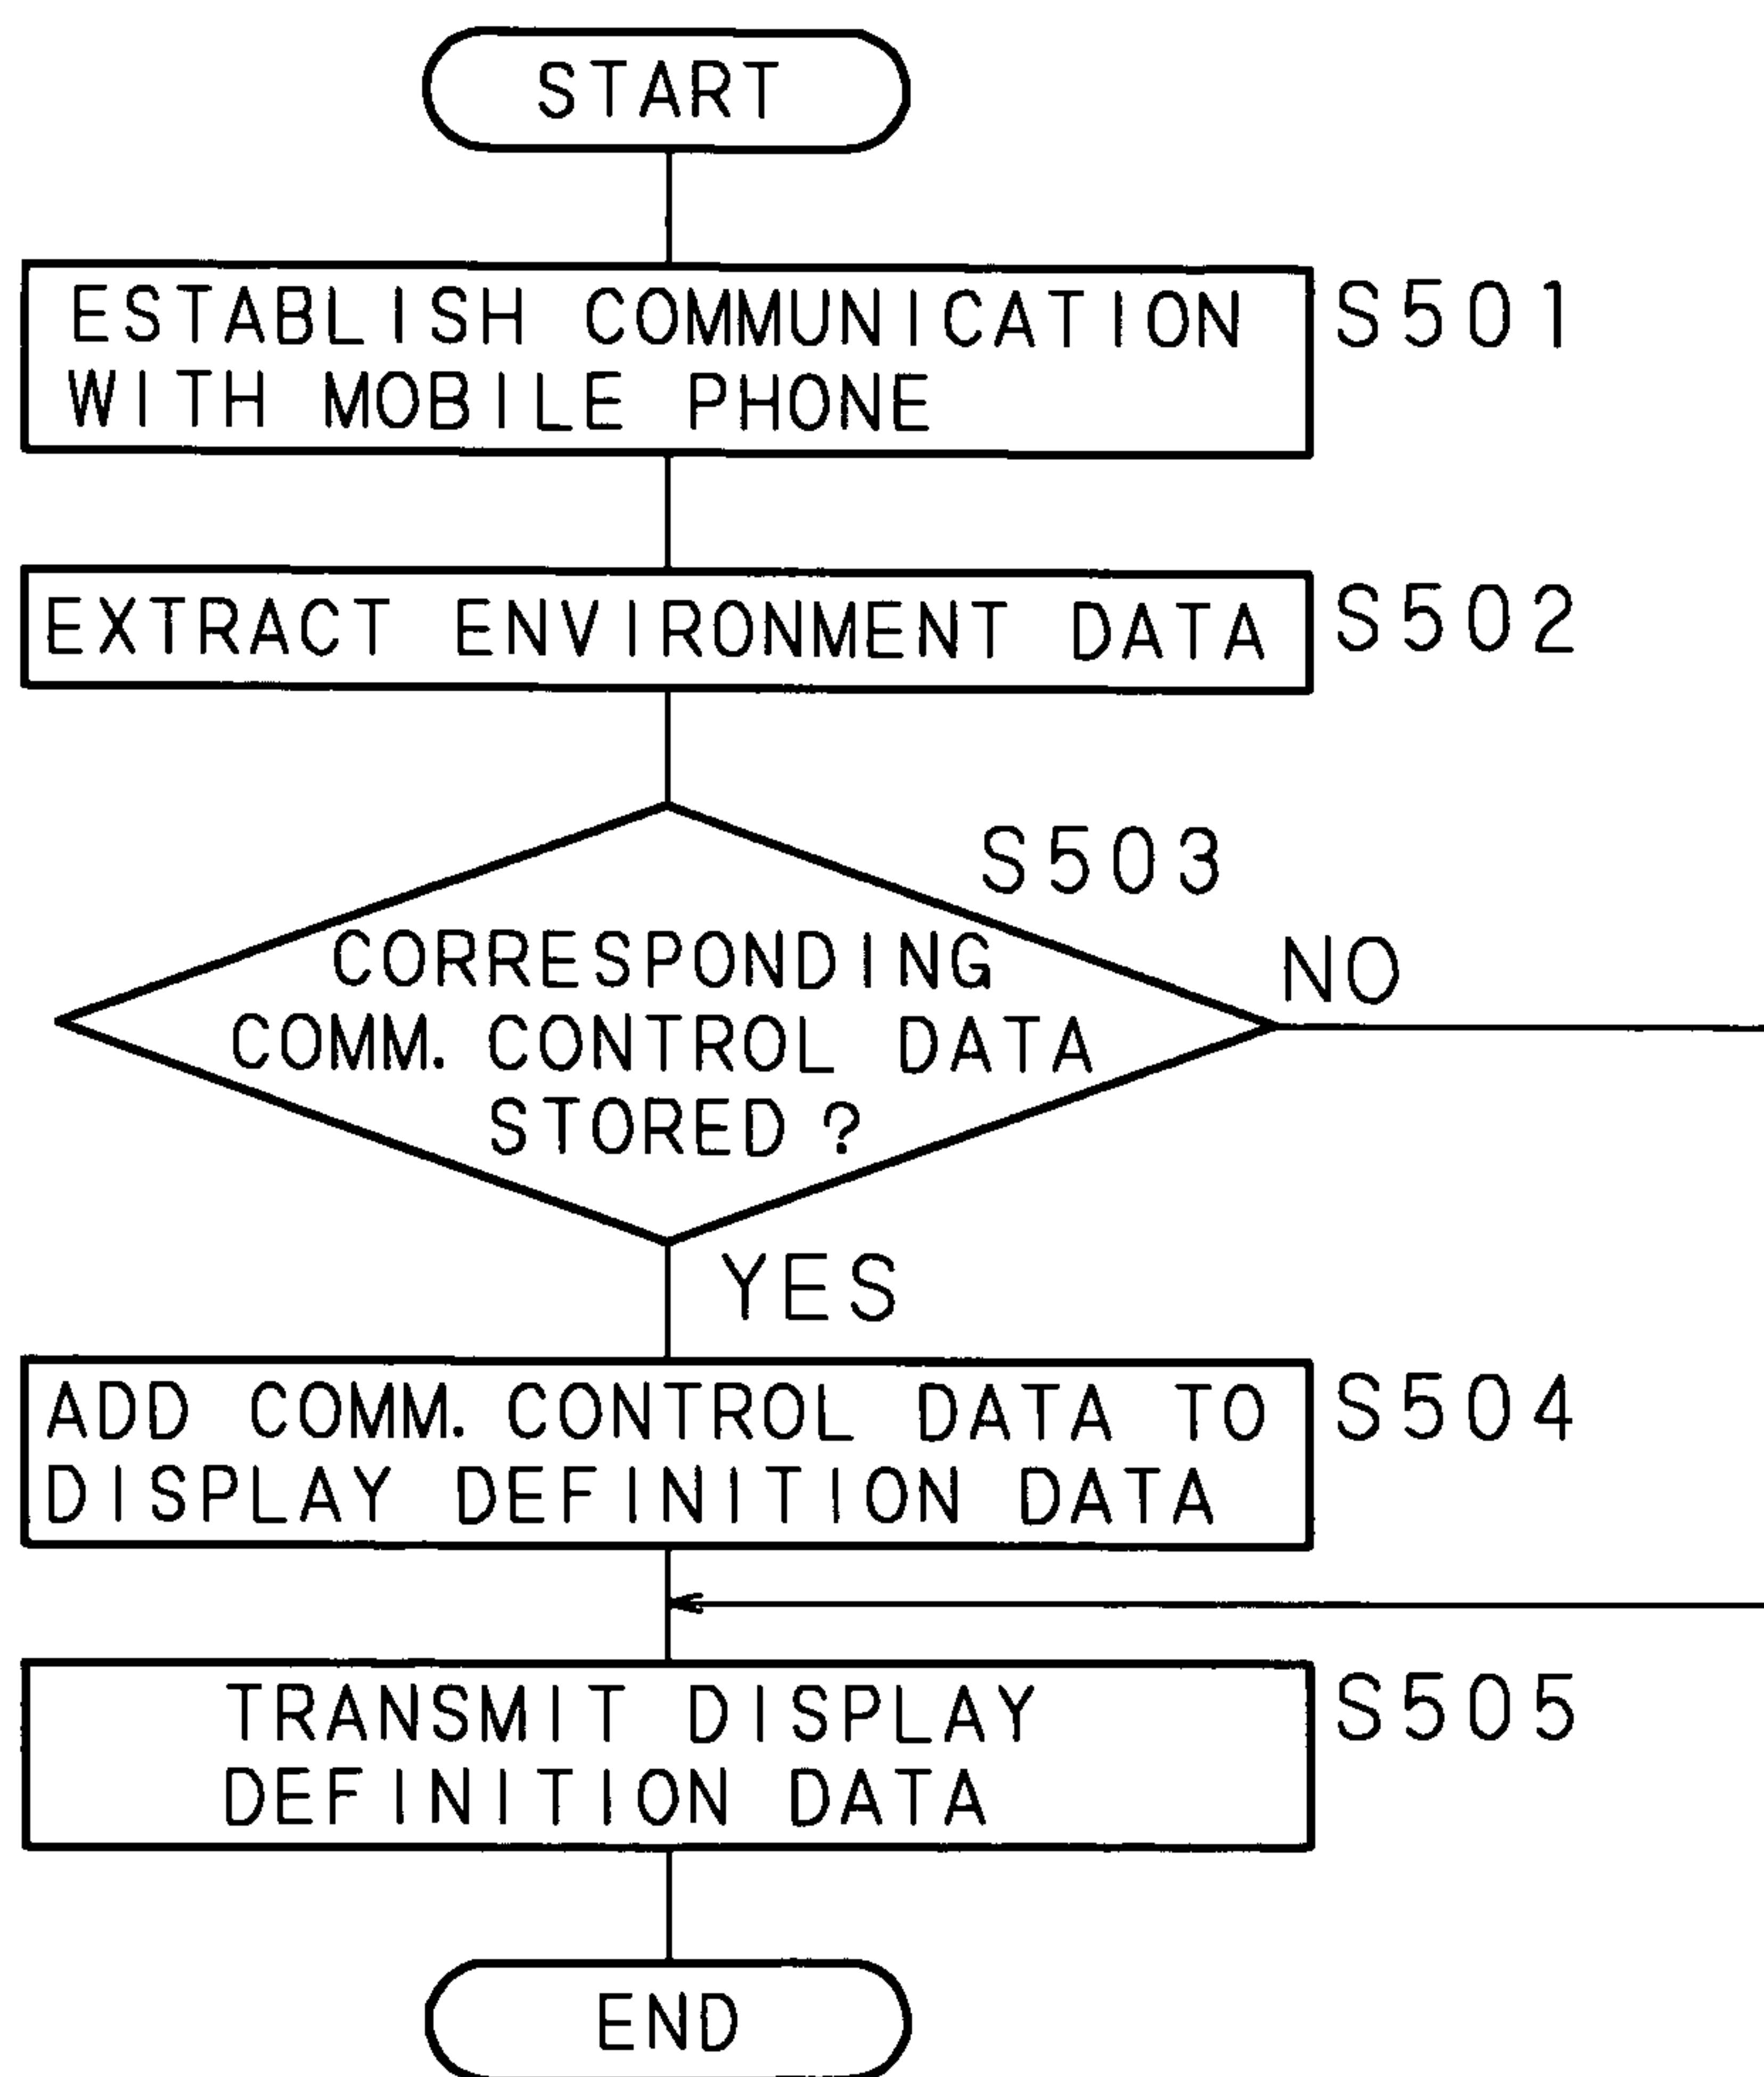 START
ESTABLISH COMMUNICATION
WITH MOBILE PHONE
S501
EXTRACT ENVIRONMENT DATA
S502
S503
CORRESPONDING
COMM. CONTROL DATA
STORED?
NO
YES
ADD COMM. CONTROL DATA TO
DISPLAY DEFINITION DATA
S504
TRANSMIT DISPLAY
DEFINITION DATA
S505
END